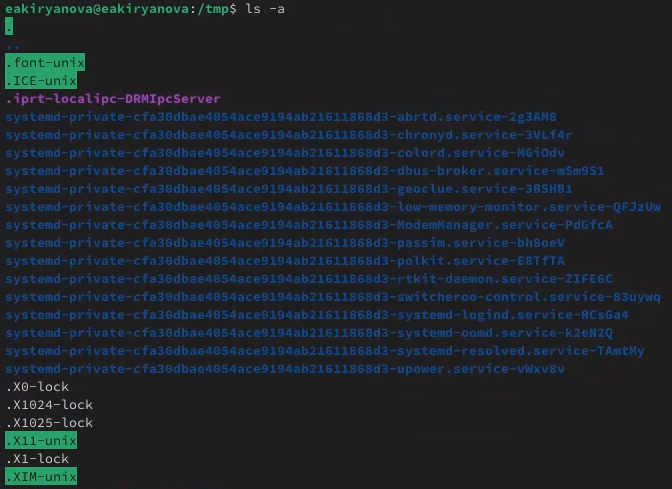 eakiryanova@eakiryanova:/tmp$ ls -a
.
..
.font-unix
.ICE-unix
.iprt-localipc-DRMIpcServer
systemd-private-cfa30dbae4054ace9194ab21611868d3-abrtd.service-2g3AM8
systemd-private-cfa30dbae4054ace9194ab21611868d3-chronyd.service-3VLf4r
systemd-private-cfa30dbae4054ace9194ab21611868d3-colord.service-MGiOdv
systemd-private-cfa30dbae4054ace9194ab21611868d3-dbus-broker.service-mSm9S1
systemd-private-cfa30dbae4054ace9194ab21611868d3-geoclue.service-3BSHB1
systemd-private-cfa30dbae4054ace9194ab21611868d3-low-memory-monitor.service-QFJzUw
systemd-private-cfa30dbae4054ace9194ab21611868d3-ModemManager.service-PdGfcA
systemd-private-cfa30dbae4054ace9194ab21611868d3-passim.service-bh8oeV
systemd-private-cfa30dbae4054ace9194ab21611868d3-polkit.service-E8TfTA
systemd-private-cfa30dbae4054ace9194ab21611868d3-rtkit-daemon.service-ZIFE6C
systemd-private-cfa30dbae4054ace9194ab21611868d3-switcheroo-control.service-83uywq
systemd-private-cfa30dbae4054ace9194ab21611868d3-systemd-logind.service-RCsGa4
systemd-private-cfa30dbae4054ace9194ab21611868d3-systemd-oomd.service-k2eN2Q
systemd-private-cfa30dbae4054ace9194ab21611868d3-systemd-resolved.service-TAmtMy
systemd-private-cfa30dbae4054ace9194ab21611868d3-upower.service-vWxv8v
.X0-lock
.X1024-lock
.X1025-lock
.X11-unix
.X1-lock
.XIM-unix